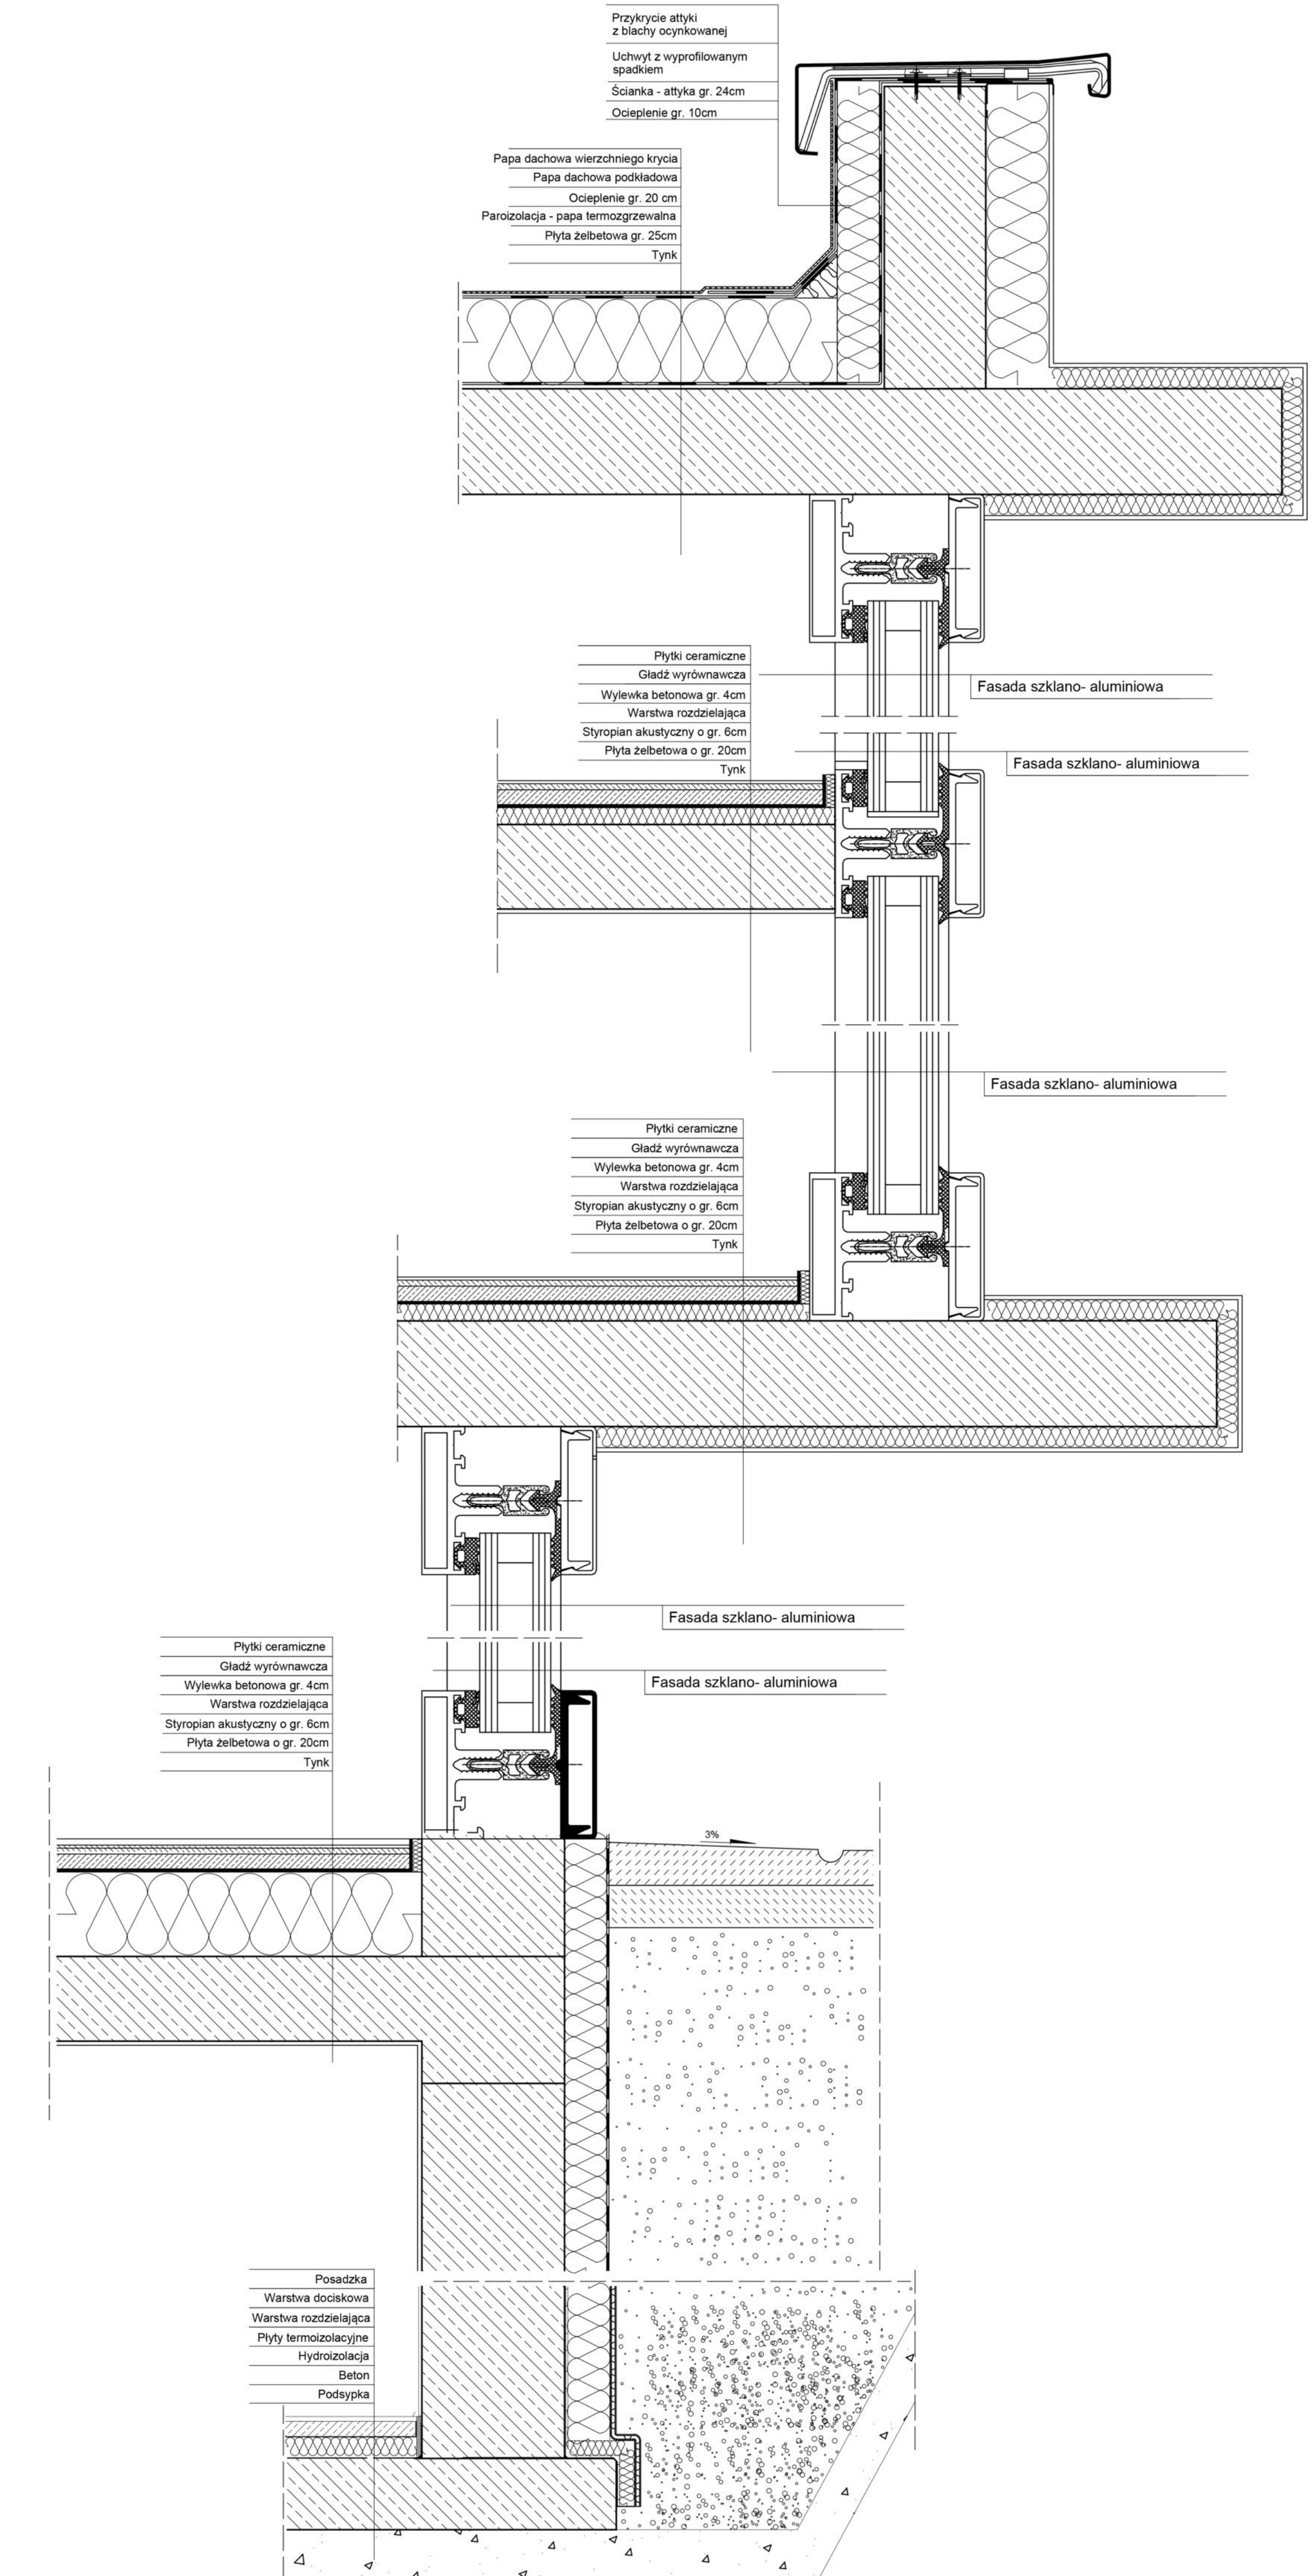 Przykrycie attyki
z blachy ocynkowanej
Uchwyt z wyprofilowanym
spadkiem
Ścianka - attyka gr. 24cm
Ocieplenie gr. 10cm
Papa dachowa wierzchniego krycia
Papa dachowa podkładowa
Ocieplenie gr. 20 cm
Paroizolacja - papa termozgrzewalna
Płyta żelbetowa gr. 25cm
Tynk
Płytki ceramiczne
Gładź wyrównawcza
Wylewka betonowa gr. 4cm
Warstwa rozdzielająca
Styropian akustyczny o gr. 6cm
Płyta żelbetowa o gr. 20cm
Tynk
Fasada szklano- aluminiowa
Fasada szklano- aluminiowa
Fasada szklano- aluminiowa
Płytki ceramiczne
Gładź wyrównawcza
Wylewka betonowa gr. 4cm
Warstwa rozdzielająca
Styropian akustyczny o gr. 6cm
Płyta żelbetowa o gr. 20cm
Tynk
Fasada szklano- aluminiowa
Fasada szklano- aluminiowa
Płytki ceramiczne
Gładź wyrównawcza
Wylewka betonowa gr. 4cm
Warstwa rozdzielająca
Styropian akustyczny o gr. 6cm
Płyta żelbetowa o gr. 20cm
Tynk
3%
Posadzka
Warstwa dociskowa
Warstwa rozdzielająca
Płyty termoizolacyjne
Hydroizolacja
Beton
Podsypka